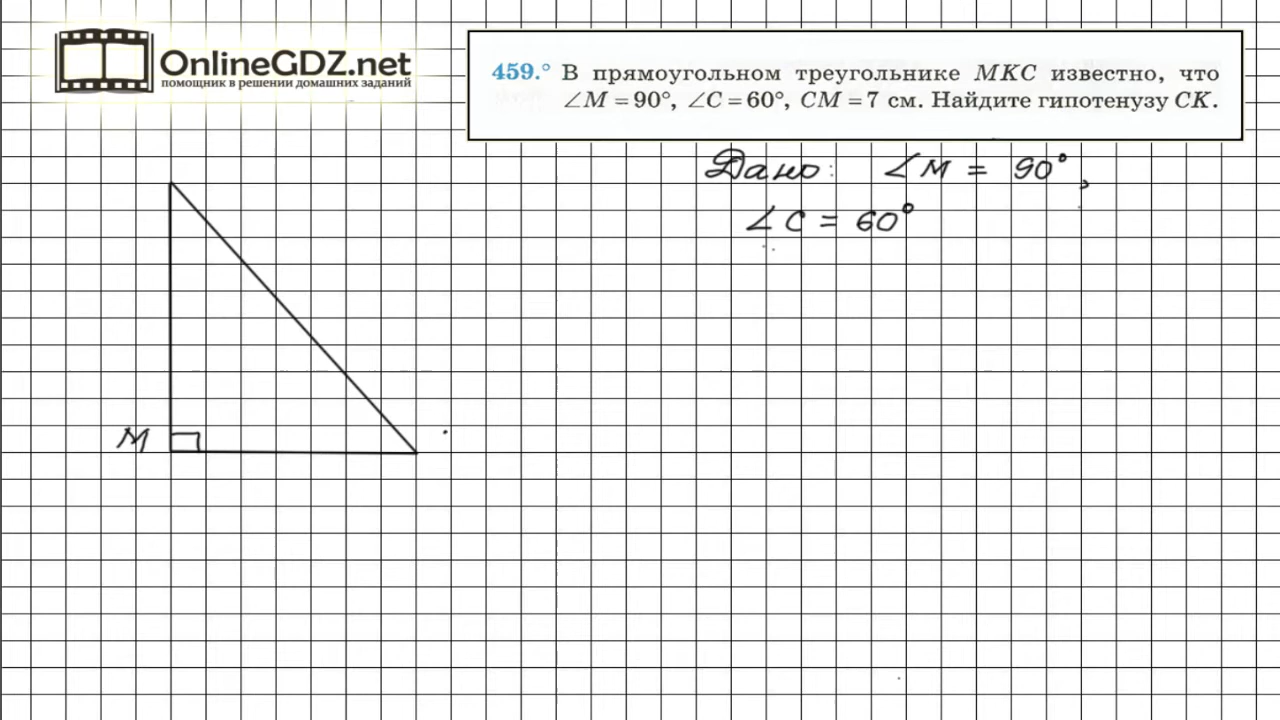 OnlineGDZ.net
помощник в решении домашних заданий
459.° В прямоугольном треугольнике MKC известно, что
∠M = 90°, ∠C = 60°, CM = 7 см. Найдите гипотенузу CK.
Дано: ∠M = 90°,
∠C = 60°
M